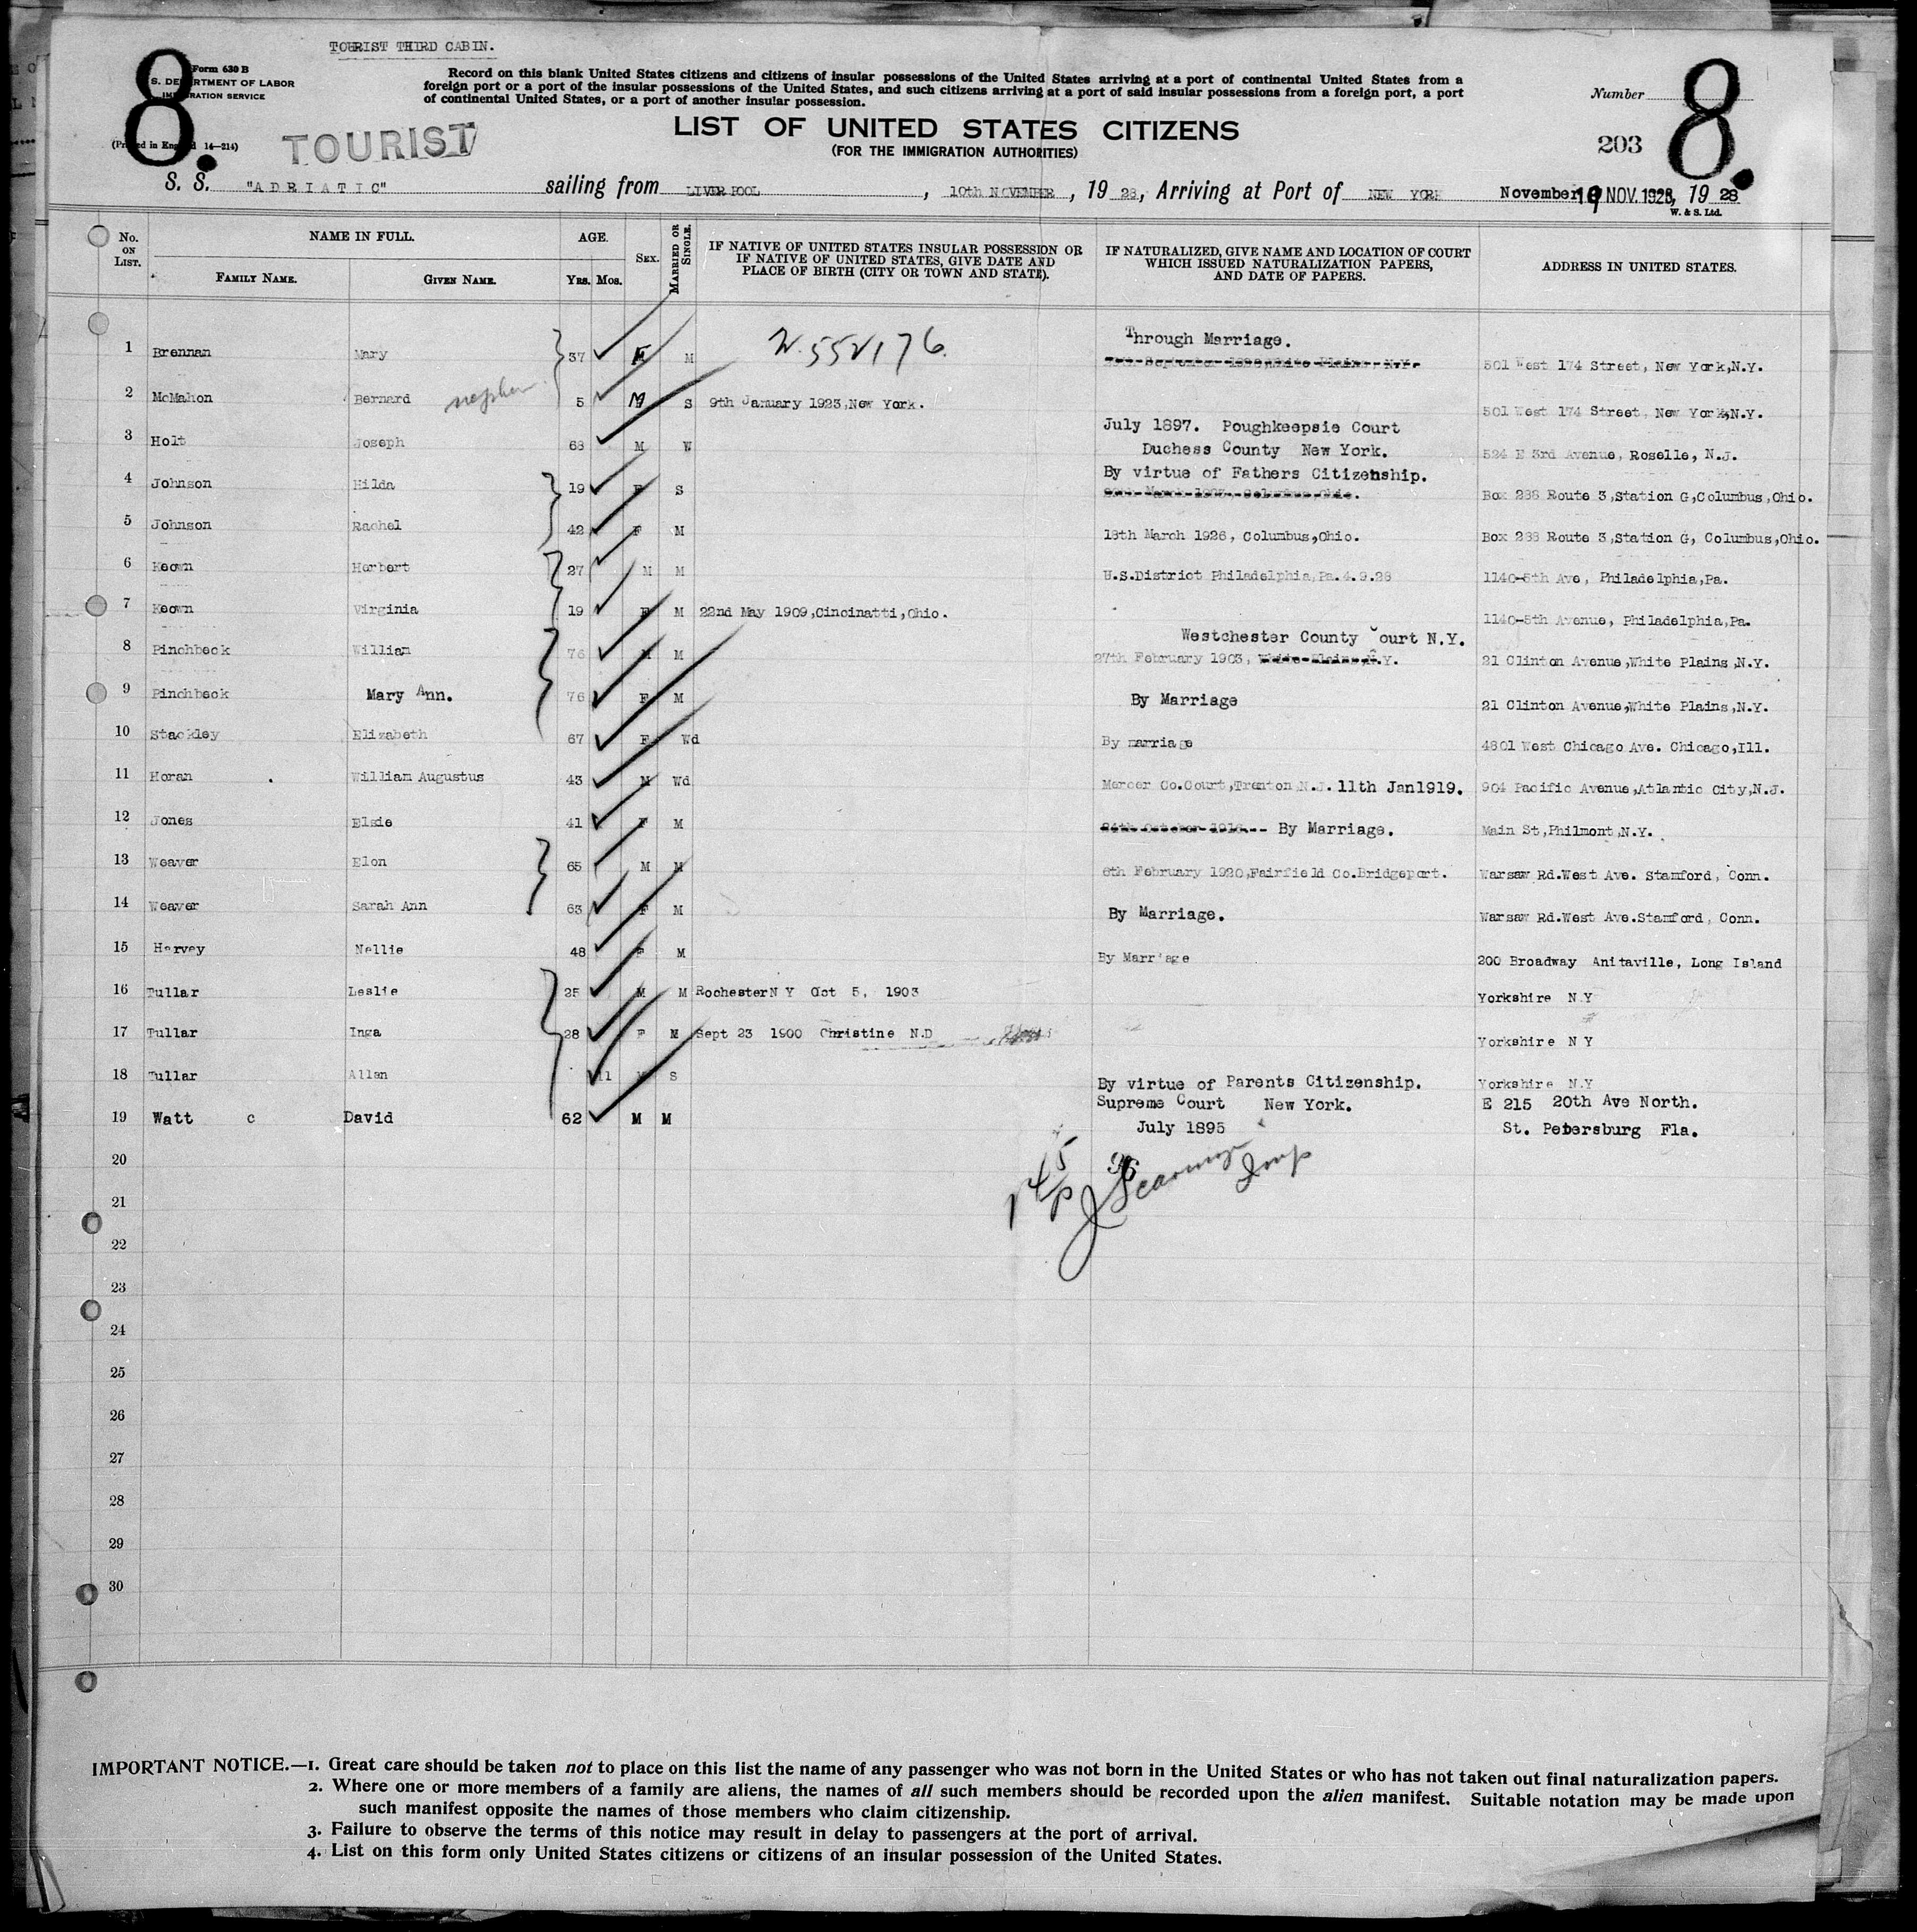 TOURIST THIRD CABIN.
8.
Form 630 B
S. DEPARTMENT OF LABOR
IMMIGRATION SERVICE
(Printed in England 14—214)
TOURIST
Record on this blank United States citizens and citizens of insular possessions of the United States arriving at a port of continental United States from a
foreign port or a port of the insular possessions of the United States, and such citizens arriving at a port of said insular possessions from a foreign port, a port
of continental United States, or a port of another insular possession.
LIST OF UNITED STATES CITIZENS
(FOR THE IMMIGRATION AUTHORITIES)
Number
8.
203
S. S. "ADRIATIC" sailing from LIVERPOOL, 10th NOVEMBER, 19 28, Arriving at Port of NEW YORK November 19 NOV. 1928, 19 28
W. & S. Ltd.
No. ON LIST. NAME IN FULL. FAMILY NAME. GIVEN NAME. AGE. YRS. MOS. SEX. MARRIED OR SINGLE. IF NATIVE OF UNITED STATES INSULAR POSSESSION OR IF NATIVE OF UNITED STATES, GIVE DATE AND PLACE OF BIRTH (CITY OR TOWN AND STATE). IF NATURALIZED, GIVE NAME AND LOCATION OF COURT WHICH ISSUED NATURALIZATION PAPERS, AND DATE OF PAPERS. ADDRESS IN UNITED STATES.
Through Marriage.
1 Brennan Mary 37 F M 501 West 174 Street, New York,N.Y.
2 McMahon Bernard nephew 5 M S 9th January 1923,New York. 501 West 174 Street, New York,N.Y.
July 1897. Poughkeepsie Court
3 Holt Joseph 68 M W Duchess County New York. 524 E 3rd Avenue, Roselle, N.J.
By virtue of Fathers Citizenship.
4 Johnson Hilda 19 F S Box 288 Route 3,Station G,Columbus,Ohio.
5 Johnson Rachel 42 F M 18th March 1926, Columbus,Ohio. Box 288 Route 3,Station G, Columbus,Ohio.
6 Keown Herbert 27 M M U.S.District Philadelphia,Pa.4.9.28 1140-5th Ave, Philadelphia,Pa.
7 Keown Virginia 19 F M 22nd May 1909,Cincinatti,Ohio. 1140-5th Avenue, Philadelphia,Pa.
Westchester County Court N.Y.
8 Pinchbeck William 76 M M 27th February 1903, White Plains,N.Y. 21 Clinton Avenue,White Plains,N.Y.
9 Pinchbeck Mary Ann. 76 F M By Marriage 21 Clinton Avenue,White Plains,N.Y.
10 Stackley Elizabeth 67 F Wd By marriage 4801 West Chicago Ave. Chicago,Ill.
11 Horan William Augustus 43 M Wd Mercer Co.Court,Trenton N.J. 11th Jan1919. 904 Pacific Avenue,Atlantic City,N.J.
12 Jones Elsie 41 F M 24th October 1916 By Marriage. Main St,Philmont,N.Y.
13 Weaver Elon 65 M M 6th February 1920,Fairfield Co.Bridgeport. Warsaw Rd.West Ave. Stamford, Conn.
14 Weaver Sarah Ann 63 F M By Marriage. Warsaw Rd.West Ave.Stamford, Conn.
15 Harvey Nellie 48 F M By Marriage 200 Broadway Anitaville, Long Island
16 Tullar Leslie 25 M M Rochester N Y Oct 5, 1903 Yorkshire N Y
17 Tullar Inga 28 F M Sept 23 1900 Christine N.D Yorkshire N Y
18 Tullar Allan 11 M S By virtue of Parents Citizenship. Yorkshire N.Y
Supreme Court New York. E 215 20th Ave North.
19 Watt c David 62 M M July 1895 St. Petersburg Fla.
20
21
22
23
24
25
26
27
28
29
30
IMPORTANT NOTICE.—1. Great care should be taken not to place on this list the name of any passenger who was not born in the United States or who has not taken out final naturalization papers.
2. Where one or more members of a family are aliens, the names of all such members should be recorded upon the alien manifest. Suitable notation may be made upon
such manifest opposite the names of those members who claim citizenship.
3. Failure to observe the terms of this notice may result in delay to passengers at the port of arrival.
4. List on this form only United States citizens or citizens of an insular possession of the United States.